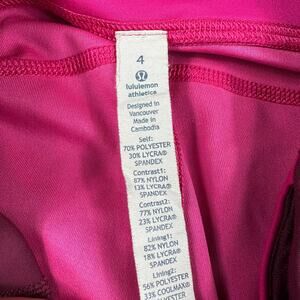 4
lululemon
athletica
Designed in
Vancouver
Made in
Cambodia
Self:
70% POLYESTER
30% LYCRA®
SPANDEX
Contrast1:
87% NYLON
13% LYCRA®
SPANDEX
Contrast2:
77% NYLON
23% LYCRA®
SPANDEX
Lining1:
82% NYLON
18% LYCRA®
SPANDEX
Lining2:
56% POLYESTER
33% COOLMAX®